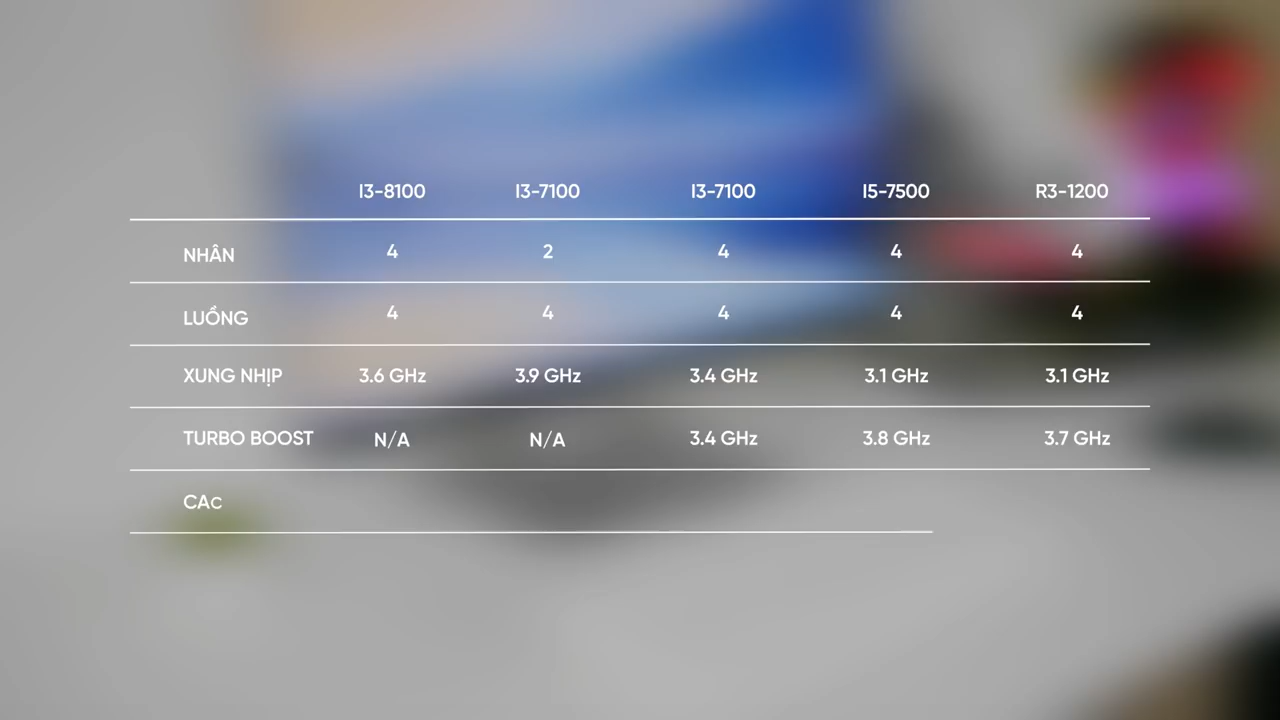 I3-8100 I3-7100 I3-7100 I5-7500 R3-1200
NHÂN 4 2 4 4 4
LUỒNG 4 4 4 4 4
XUNG NHỊP 3.6 GHz 3.9 GHz 3.4 GHz 3.1 GHz 3.1 GHz
TURBO BOOST N/A N/A 3.4 GHz 3.8 GHz 3.7 GHz
CAC